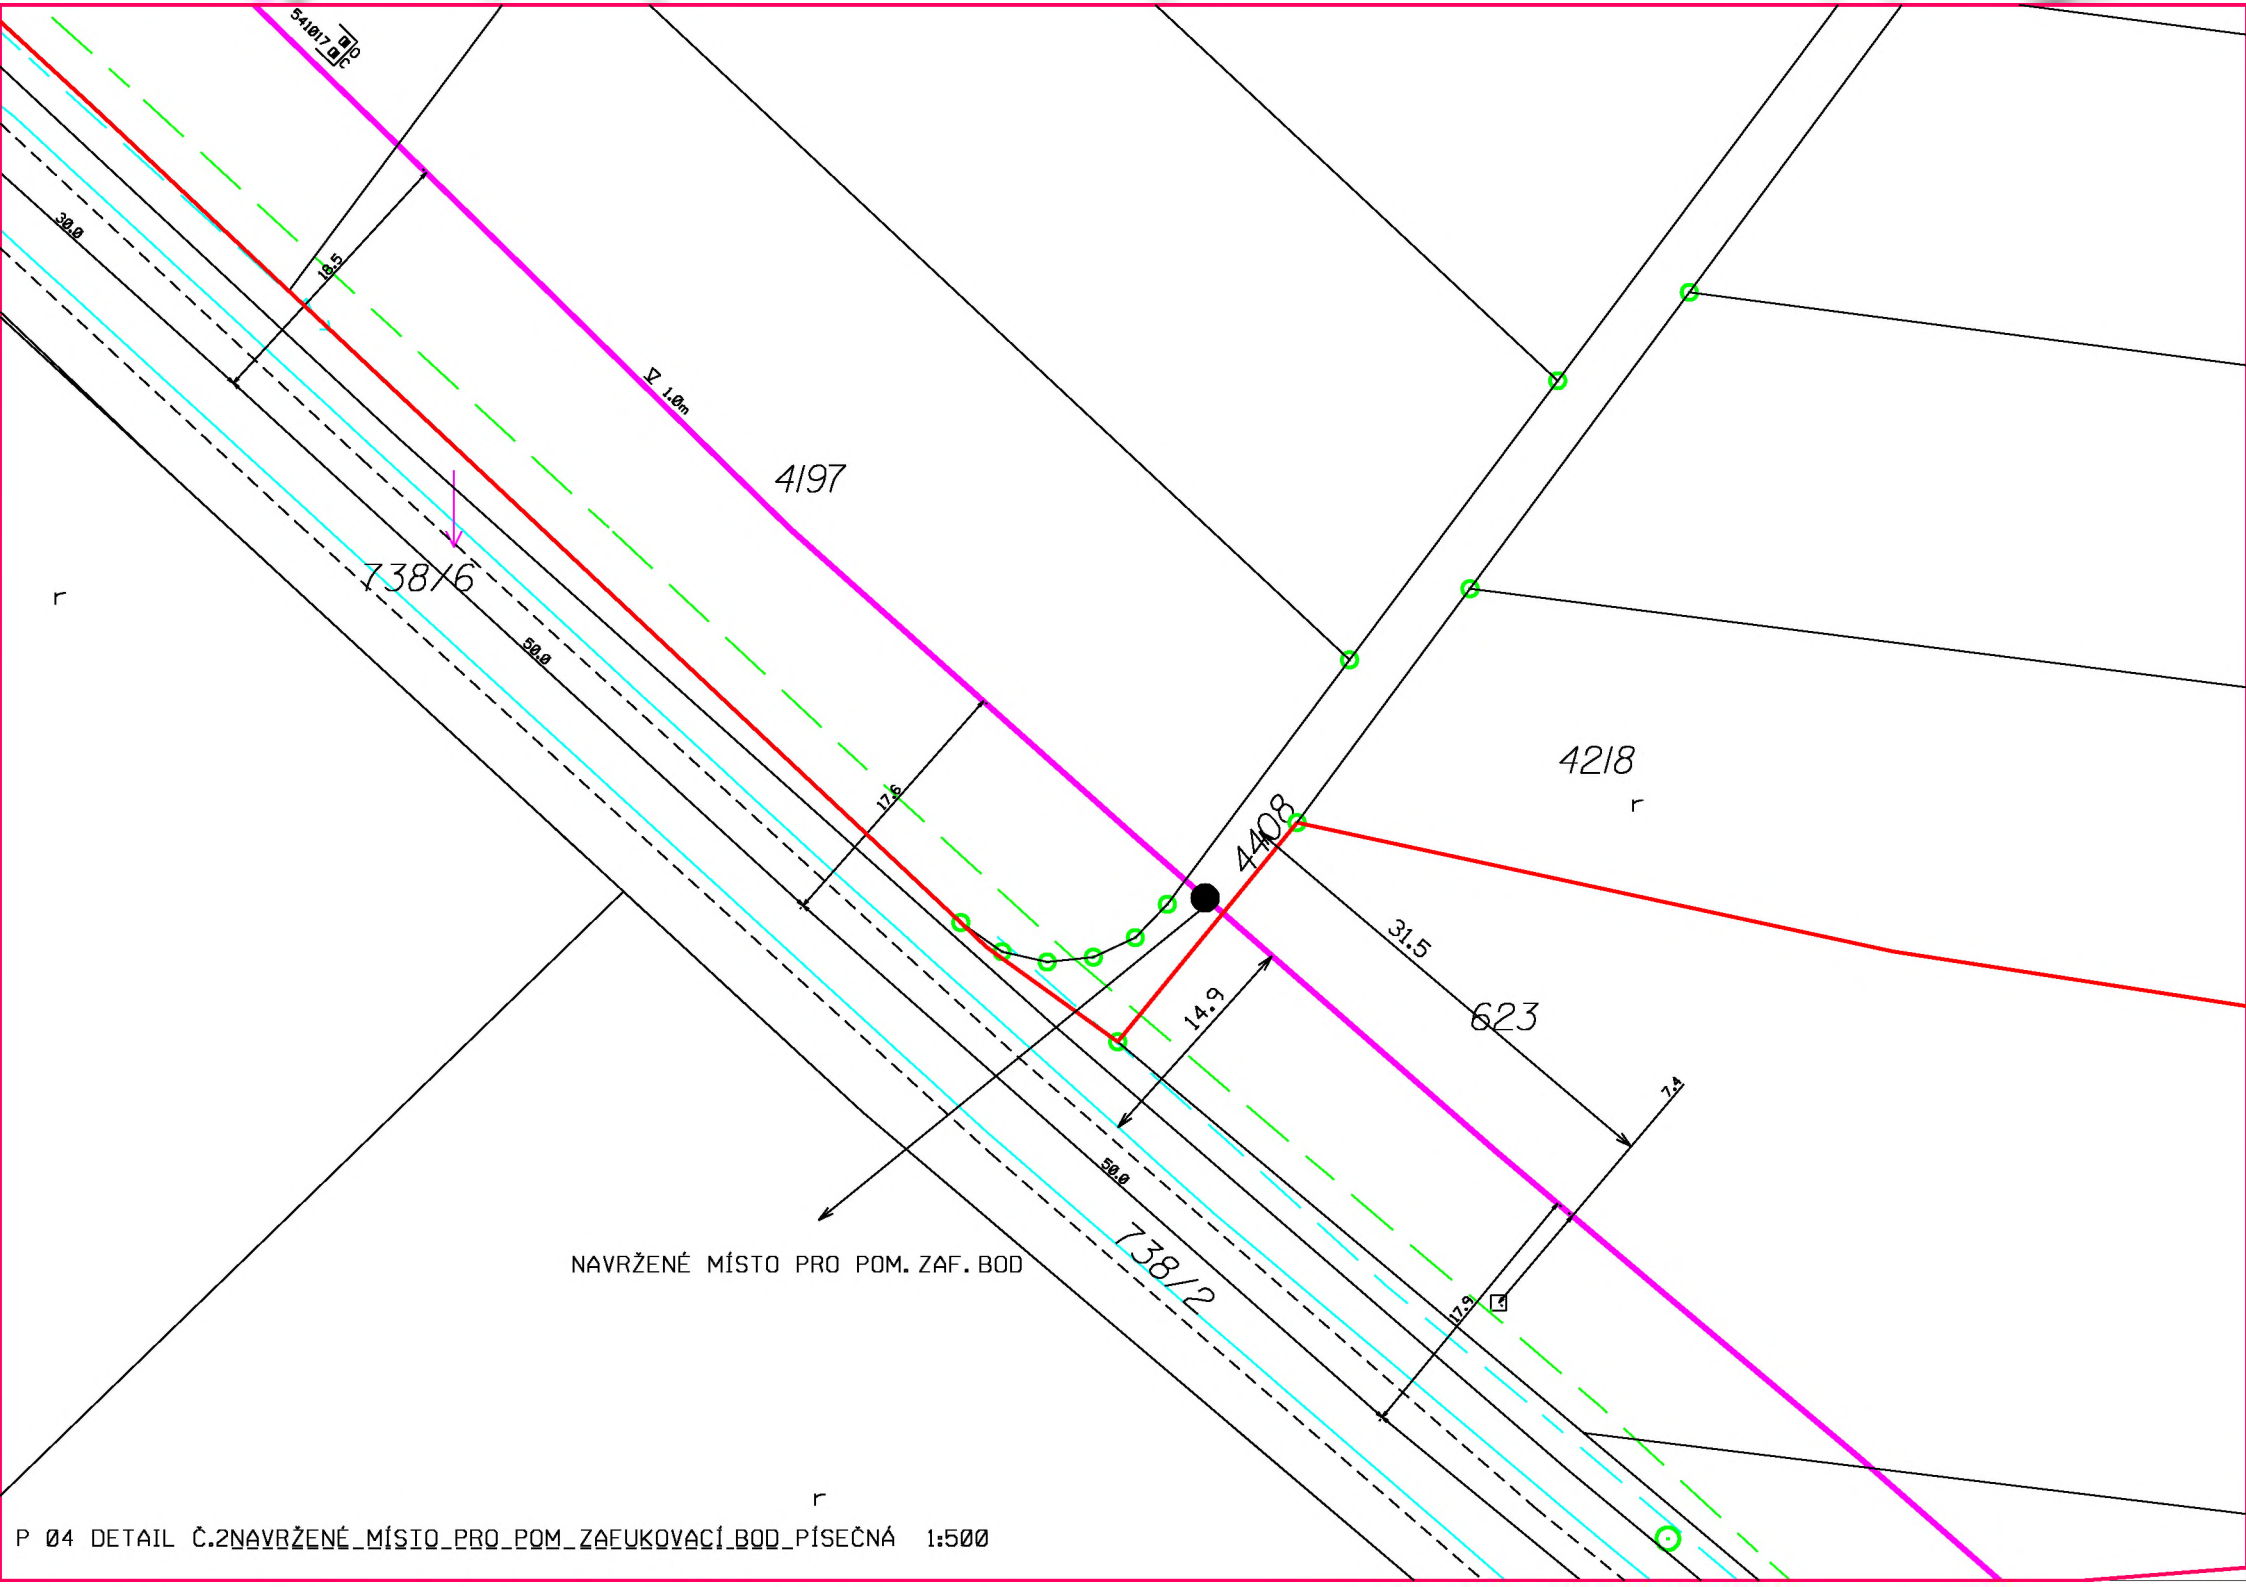 541017
O
C
30.0
18.5
1.0m
4197
738/6
r
50.0
17.6
4218
r
4408
31.5
14.9
623
7.4
50.0
738/2
17.9
NAVRŽENÉ MÍSTO PRO POM. ZAF. BOD
r
P 04 DETAIL Č.2NAVRŽENÉ_MÍSTO_PRO_POM_ZAFUKOVACÍ_BOD_PÍSEČNÁ 1:500